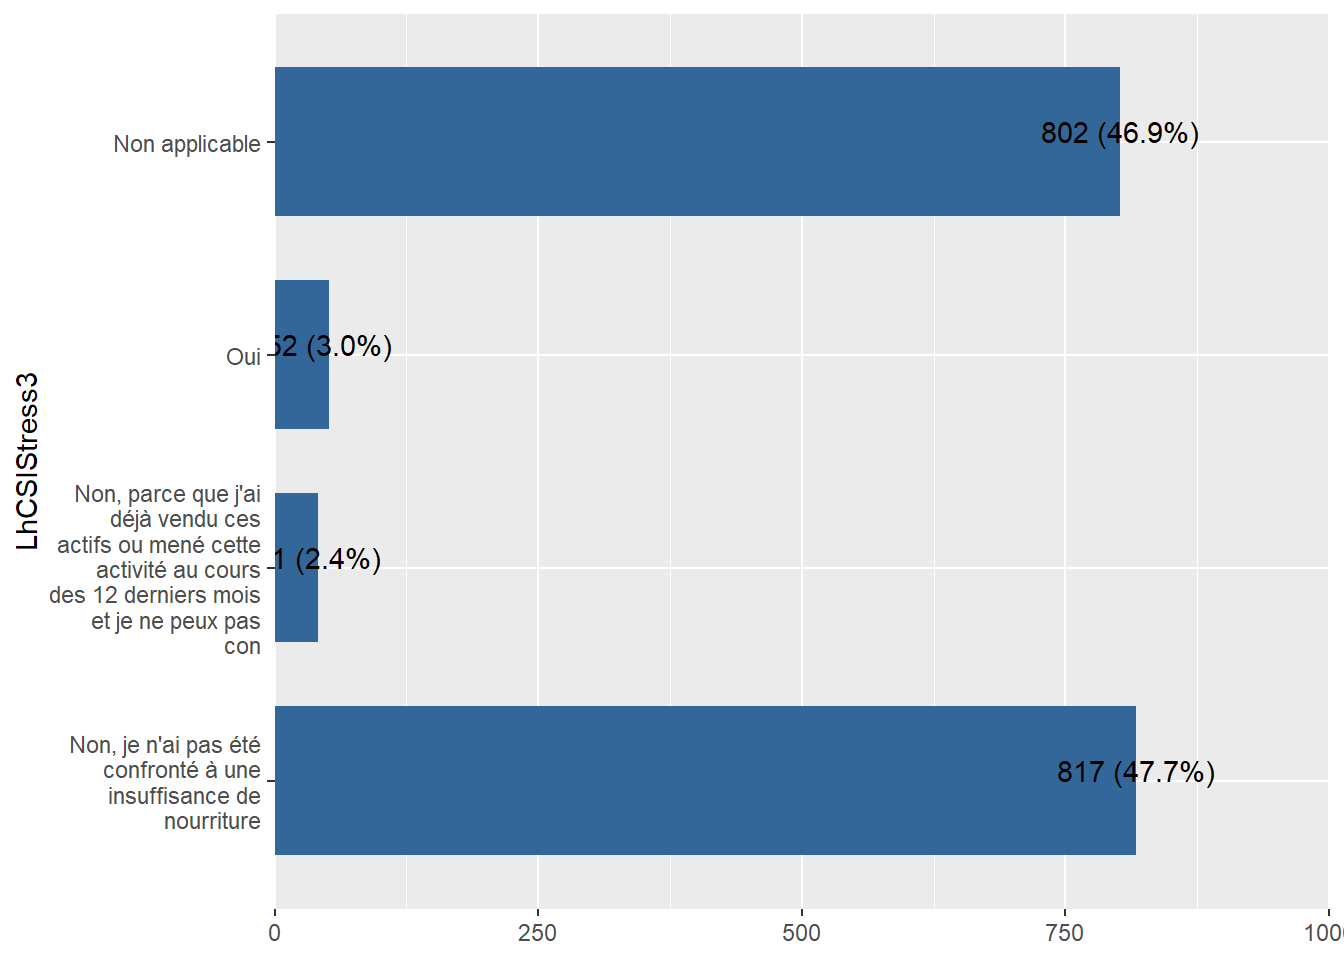 LhCSIStress3
Non applicable
802 (46.9%)
Oui
52 (3.0%)
Non, parce que j'ai
déjà vendu ces
actifs ou mené cette
activité au cours
des 12 derniers mois
et je ne peux pas
con
1 (2.4%)
Non, je n'ai pas été
confronté à une
insuffisance de
nourriture
817 (47.7%)
0
250
500
750
1000